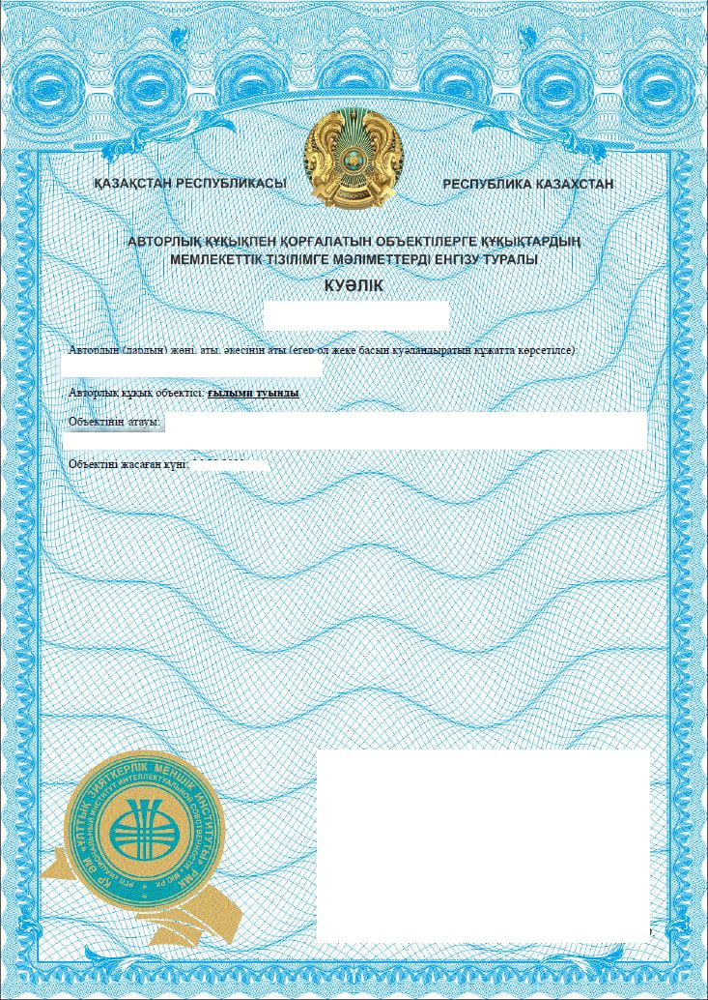 ҚАЗАҚСТАН РЕСПУБЛИКАСЫ
РЕСПУБЛИКА КАЗАХСТАН
АВТОРЛЫҚ ҚҰҚЫҚПЕН ҚОРҒАЛАТЫН ОБЪЕКТІЛЕРГЕ ҚҰҚЫҚТАРДЫҢ
МЕМЛЕКЕТТІК ТІЗІЛІМГЕ МӘЛІМЕТТЕРДІ ЕНГІЗУ ТУРАЛЫ
КУӘЛІК
Автордың (лардың) жөні, аты, әкесінің аты (егер ол жеке басын куәландыратын құжатта көрсетілсе):
Авторлық құқық объектісі: ғылыми туынды
Объектінің атауы:
Объектіні жасаған күні:
ҚР ӘМ «ҰЛТТЫҚ ЗИЯТКЕРЛІК МЕНШІК ИНСТИТУТЫ» РМК
РГП «НАЦИОНАЛЬНЫЙ ИНСТИТУТ ИНТЕЛЛЕКТУАЛЬНОЙ СОБСТВЕННОСТИ» МЮ РК